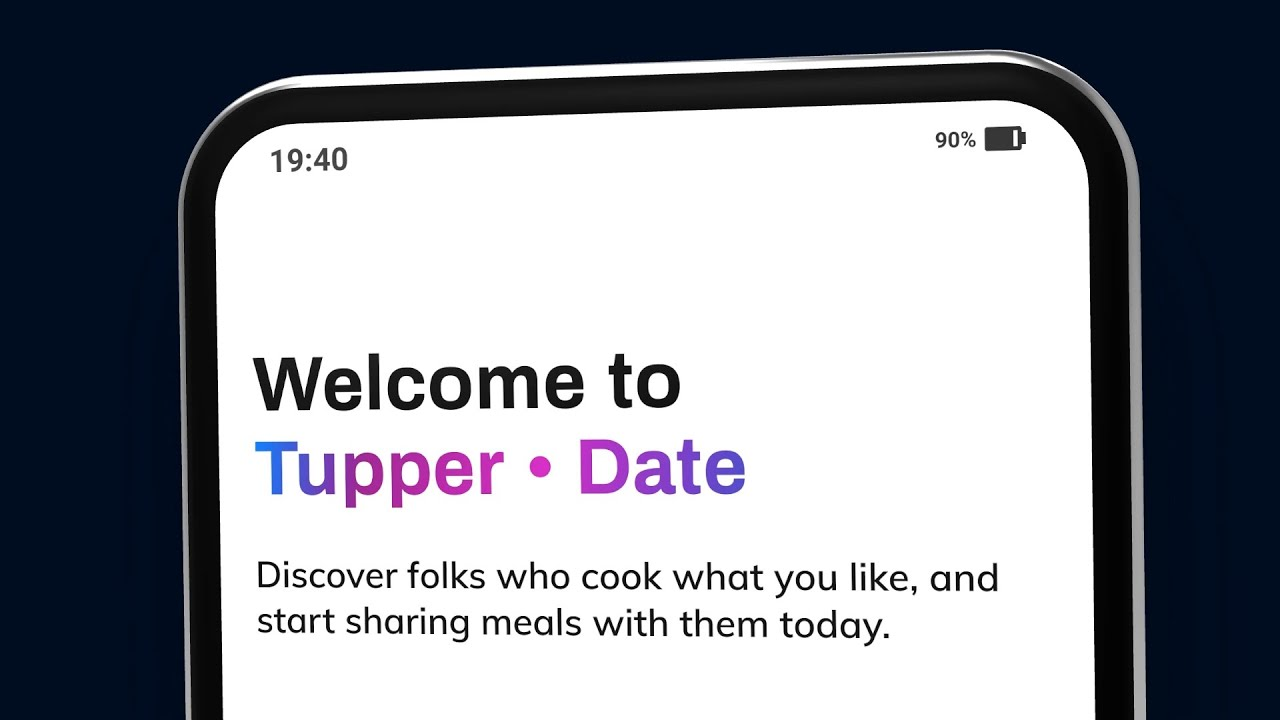 19:40
90%
Welcome to
Tupper • Date
Discover folks who cook what you like, and
start sharing meals with them today.